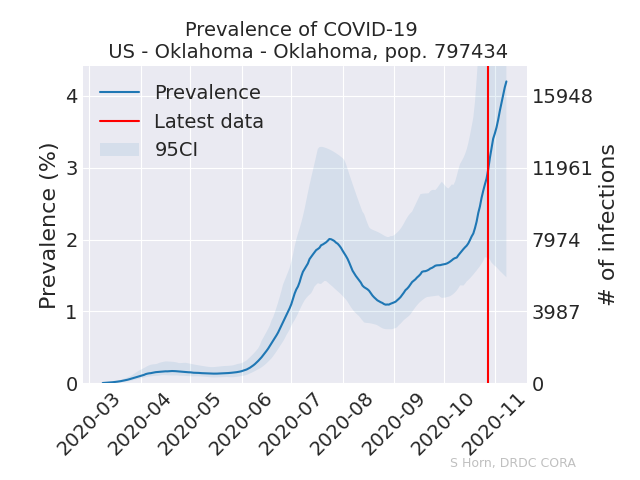 Prevalence of COVID-19
US - Oklahoma - Oklahoma, pop. 797434
Prevalence
Latest data
95CI
Prevalence (%)
4
3
2
1
0
15948
11961
7974
3987
0
# of infections
2020-03
2020-04
2020-05
2020-06
2020-07
2020-08
2020-09
2020-10
2020-11
S Horn, DRDC CORA